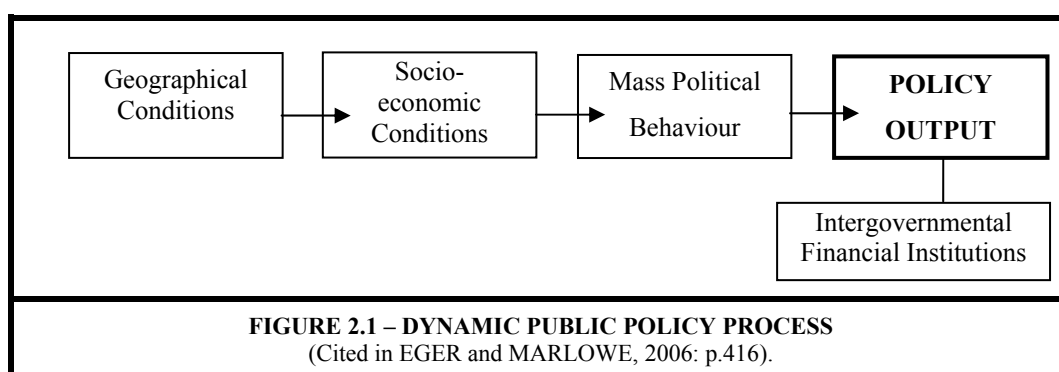 Geographical
Conditions
Socio-
economic
Conditions
Mass Political
Behaviour
POLICY
OUTPUT
Intergovernmental
Financial Institutions
FIGURE 2.1 – DYNAMIC PUBLIC POLICY PROCESS
(Cited in EGER and MARLOWE, 2006: p.416).